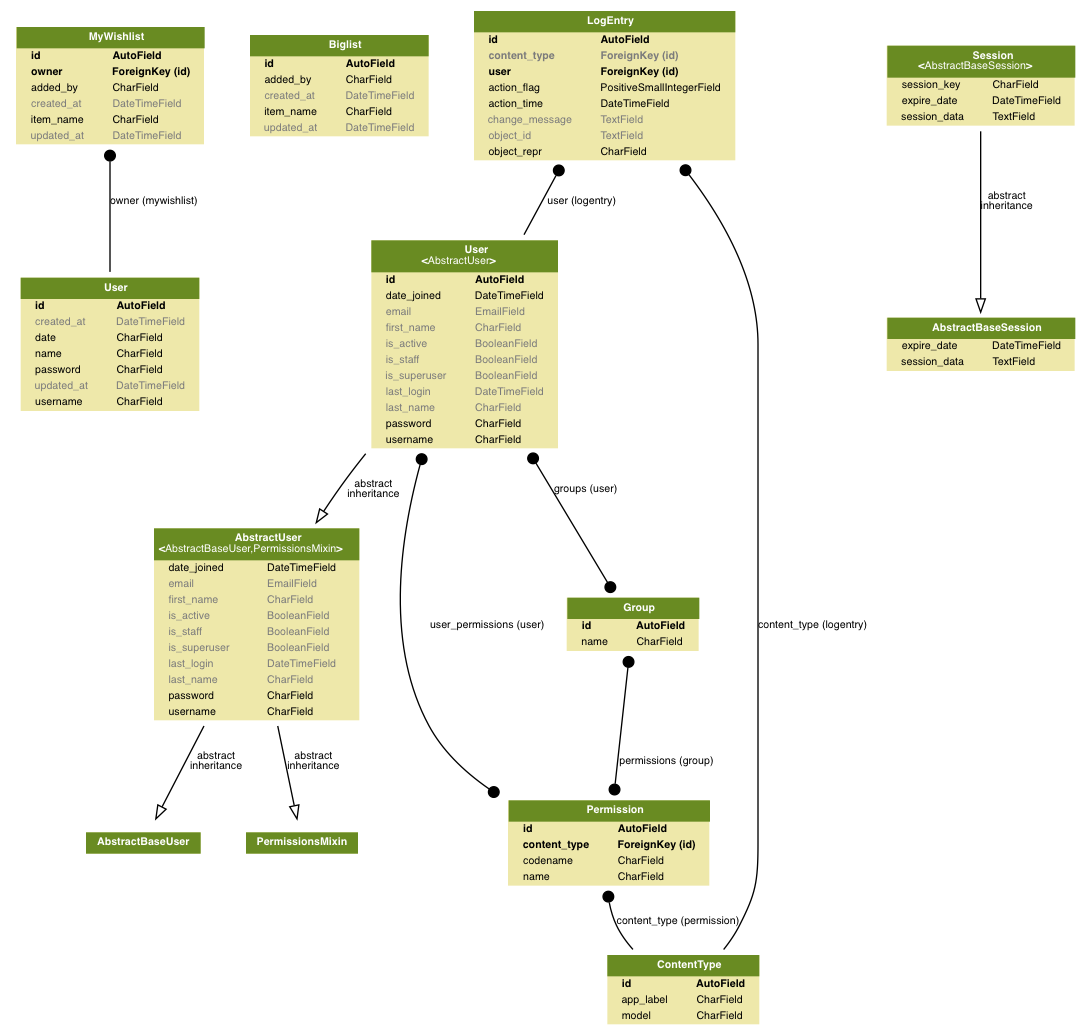 MyWishlist
id AutoField
owner ForeignKey (id)
added_by CharField
created_at DateTimeField
item_name CharField
updated_at DateTimeField
Biglist
id AutoField
added_by CharField
created_at DateTimeField
item_name CharField
updated_at DateTimeField
LogEntry
id AutoField
content_type ForeignKey (id)
user ForeignKey (id)
action_flag PositiveSmallIntegerField
action_time DateTimeField
change_message TextField
object_id TextField
object_repr CharField
Session
<AbstractBaseSession>
session_key CharField
expire_date DateTimeField
session_data TextField
owner (mywishlist)
user (logentry)
abstract
inheritance
User
id AutoField
created_at DateTimeField
date CharField
name CharField
password CharField
updated_at DateTimeField
username CharField
User
<AbstractUser>
id AutoField
date_joined DateTimeField
email EmailField
first_name CharField
is_active BooleanField
is_staff BooleanField
is_superuser BooleanField
last_login DateTimeField
last_name CharField
password CharField
username CharField
AbstractBaseSession
expire_date DateTimeField
session_data TextField
abstract
inheritance
groups (user)
AbstractUser
<AbstractBaseUser,PermissionsMixin>
date_joined DateTimeField
email EmailField
first_name CharField
is_active BooleanField
is_staff BooleanField
is_superuser BooleanField
last_login DateTimeField
last_name CharField
password CharField
username CharField
user_permissions (user)
Group
id AutoField
name CharField
content_type (logentry)
abstract
inheritance
abstract
inheritance
permissions (group)
AbstractBaseUser
PermissionsMixin
Permission
id AutoField
content_type ForeignKey (id)
codename CharField
name CharField
content_type (permission)
ContentType
id AutoField
app_label CharField
model CharField